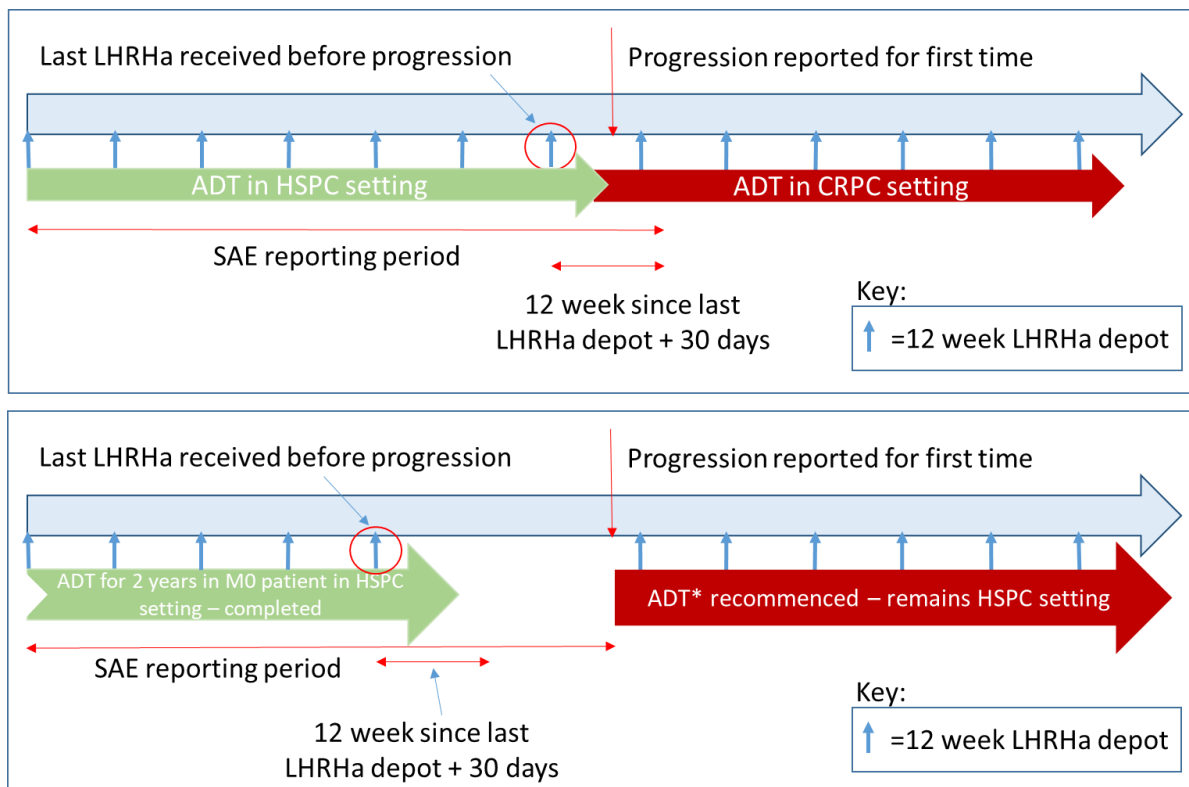 Last LHRHa received before progression
Progression reported for first time
ADT in HSPC setting
ADT in CRPC setting
SAE reporting period
12 week since last
LHRHa depot + 30 days
Key:
=12 week LHRHa depot
Last LHRHa received before progression
Progression reported for first time
ADT for 2 years in M0 patient in HSPC
setting – completed
ADT* recommenced – remains HSPC setting
SAE reporting period
12 week since last
LHRHa depot + 30 days
Key:
=12 week LHRHa depot